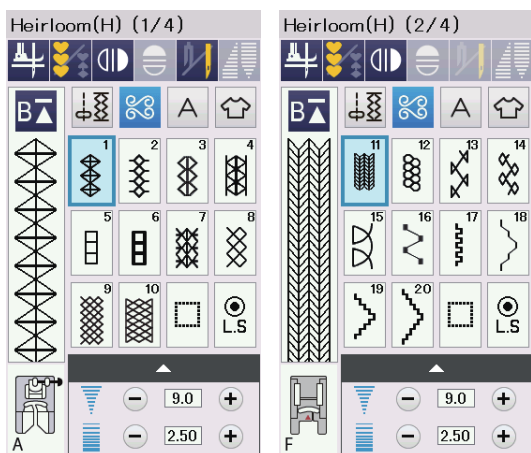 Heirloom(H) (1/4)
B A
1 2 3 4
5 6 7 8
9 10 L.S
9.0
A 2.50
Heirloom(H) (2/4)
B A
11 12 13 14
15 16 17 18
19 20 L.S
9.0
F 2.50